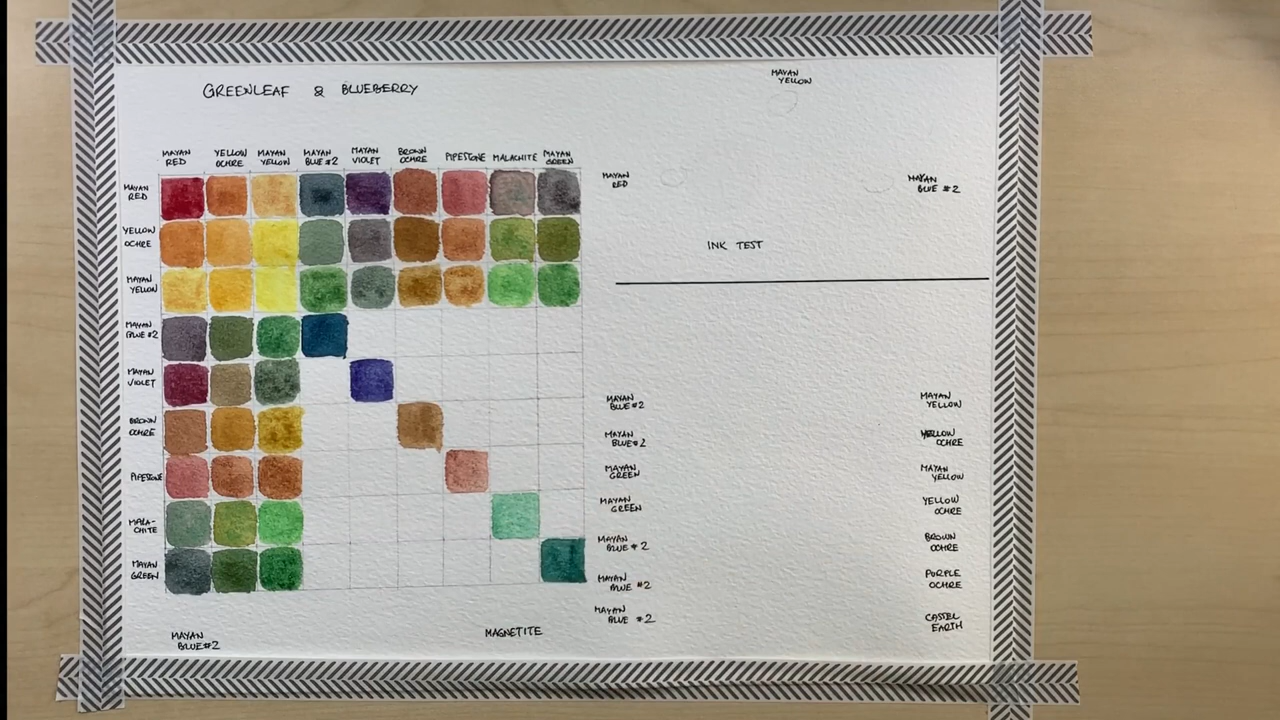 GREENLEAF & BLUEBERRY
MAYAN
RED
YELLOW
OCHRE
MAYAN
YELLOW
MAYAN
BLUE #2
MAYAN
VIOLET
BROWN
OCHRE
PIPESTONE
MALACHITE
MAYAN
GREEN
MAYAN
RED
YELLOW
OCHRE
MAYAN
YELLOW
MAYAN
BLUE #2
MAYAN
VIOLET
BROWN
OCHRE
PIPESTONE
MALA-
CHITE
MAYAN
GREEN
MAYAN
BLUE #2
MAGNETITE
MAYAN
YELLOW
MAYAN
RED
MAYAN
BLUE #2
INK TEST
MAYAN
BLUE #2
MAYAN
YELLOW
MAYAN
BLUE #2
YELLOW
OCHRE
MAYAN
GREEN
MAYAN
YELLOW
MAYAN
GREEN
YELLOW
OCHRE
MAYAN
BLUE #2
BROWN
OCHRE
MAYAN
BLUE #2
PURPLE
OCHRE
MAYAN
BLUE #2
CASSEL
EARTH